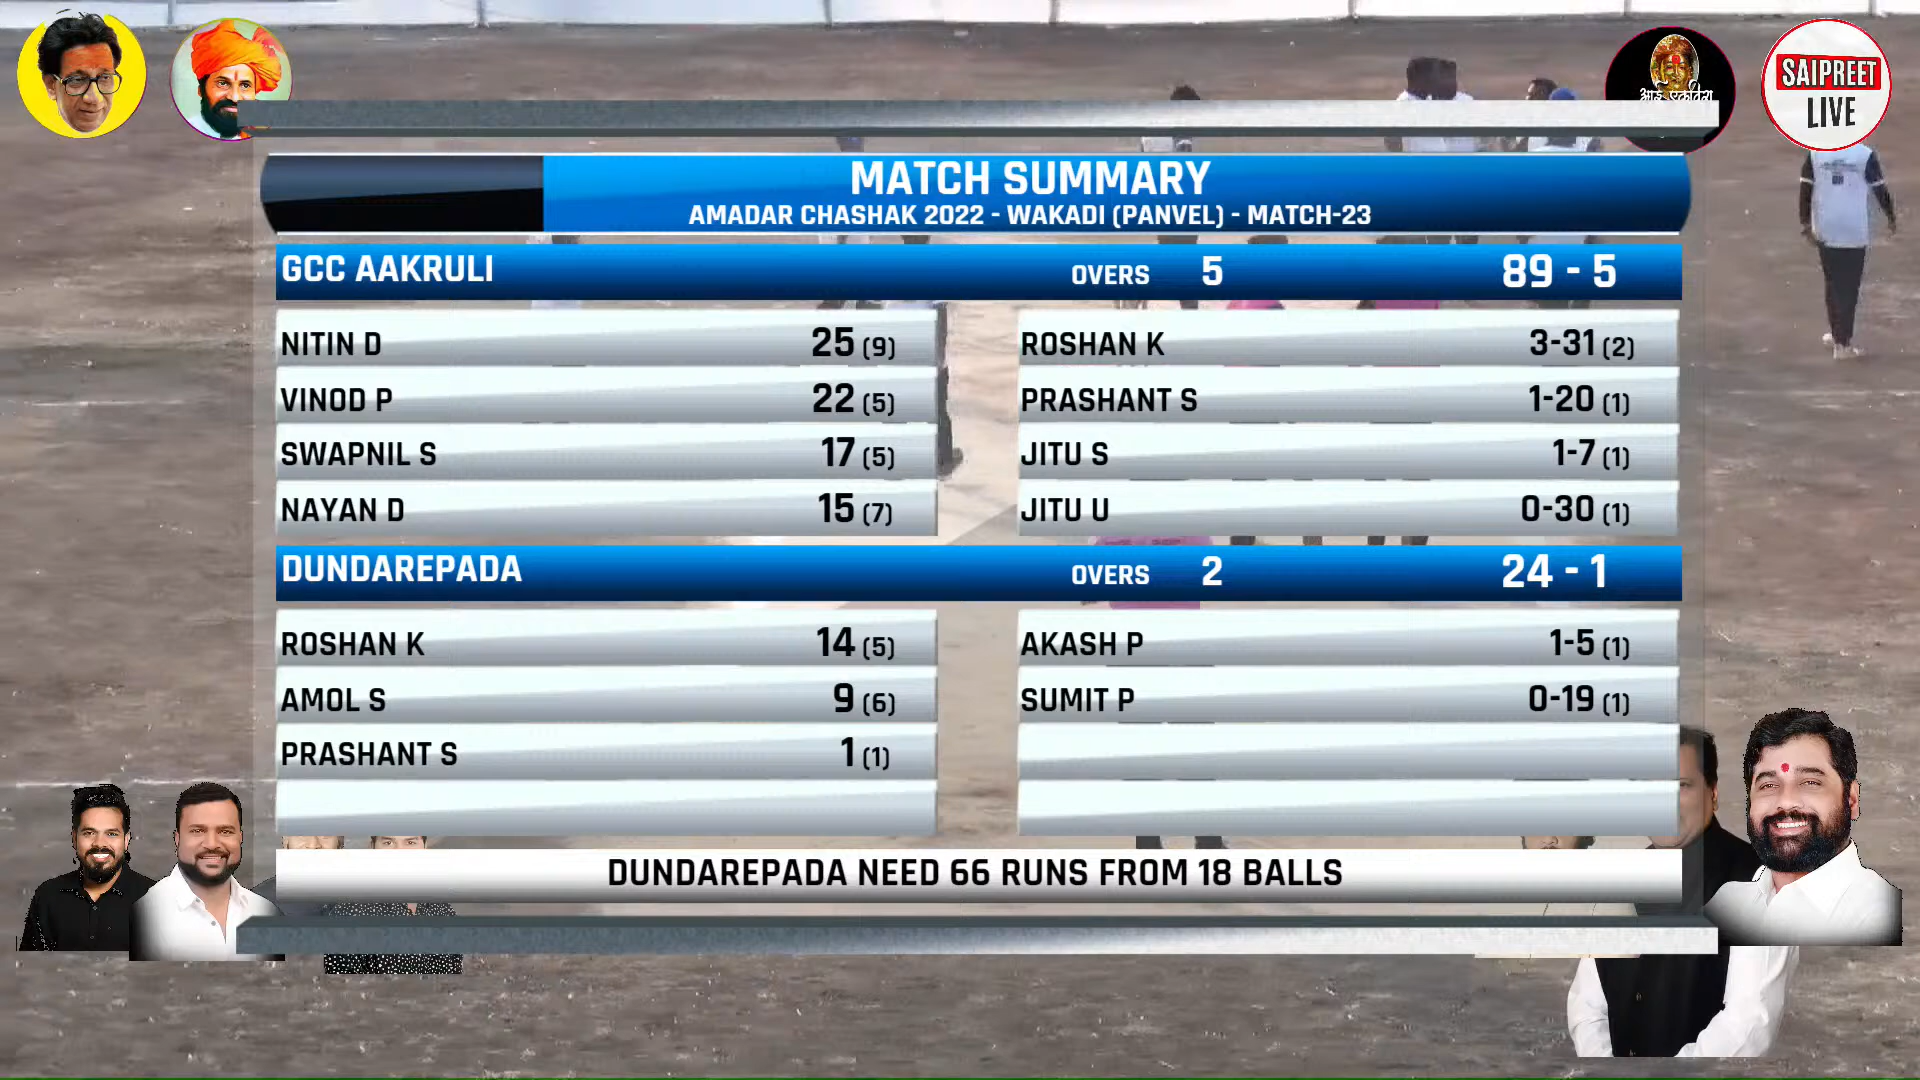 आई एकविरा
SAIPREET
LIVE
MATCH SUMMARY
AMADAR CHASHAK 2022 - WAKADI (PANVEL) - MATCH-23
GCC AAKRULI OVERS 5 89 - 5
NITIN D 25 (9) ROSHAN K 3-31 (2)
VINOD P 22 (5) PRASHANT S 1-20 (1)
SWAPNIL S 17 (5) JITU S 1-7 (1)
NAYAN D 15 (7) JITU U 0-30 (1)
DUNDAREPADA OVERS 2 24 - 1
ROSHAN K 14 (5) AKASH P 1-5 (1)
AMOL S 9 (6) SUMIT P 0-19 (1)
PRASHANT S 1 (1)
DUNDAREPADA NEED 66 RUNS FROM 18 BALLS